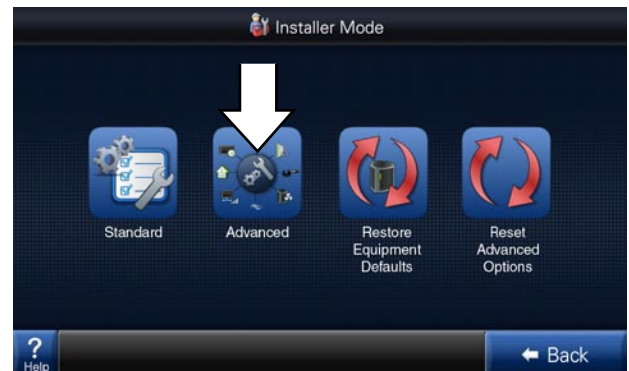 Installer Mode
Standard
Advanced
Restore
Equipment
Defaults
Reset
Advanced
Options
?
Help
Back